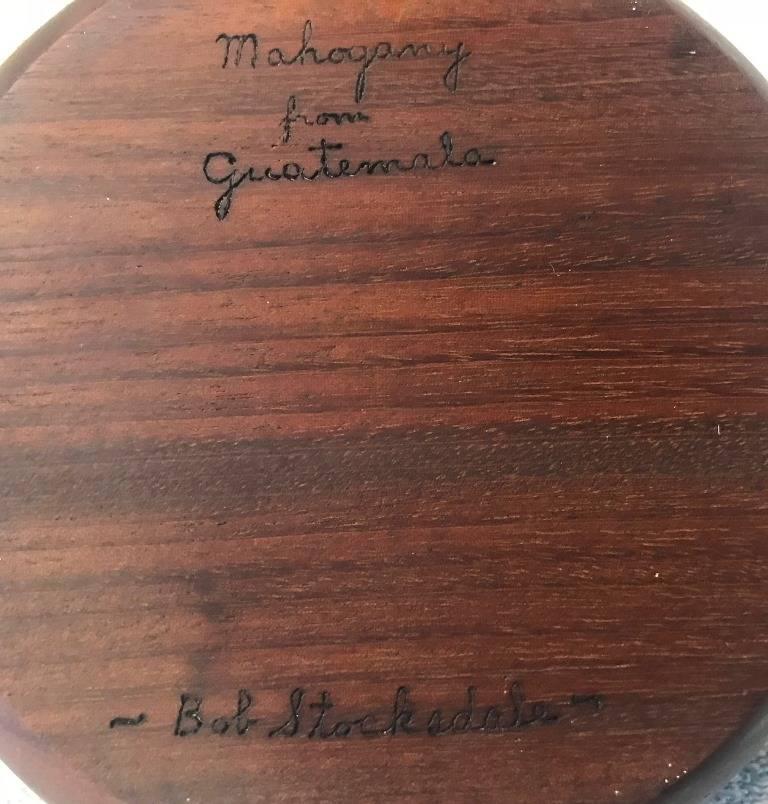 Mahogany
from
Guatemala
~ Bob Stocksdale ~